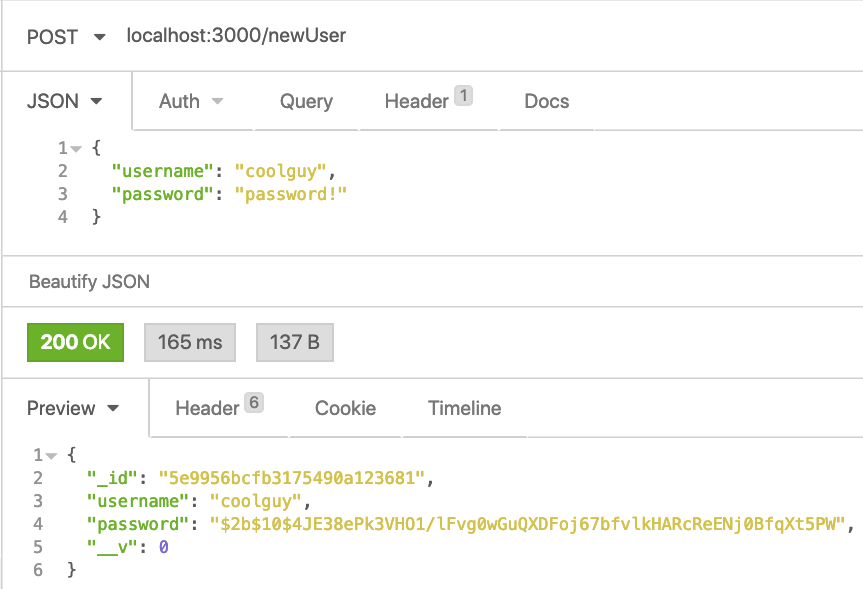 POST localhost:3000/newUser
JSON Auth Query Header 1 Docs
1 {
2 "username": "coolguy",
3 "password": "password!"
4 }
Beautify JSON
200 OK 165 ms 137 B
Preview Header 6 Cookie Timeline
1 {
2 "_id": "5e9956bcfb3175490a123681",
3 "username": "coolguy",
4 "password": "$2b$10$4JE38ePk3VHO1/lFvg0wGuQXDFoj67bfvlkHARcReENj0BfqXt5PW",
5 "__v": 0
6 }